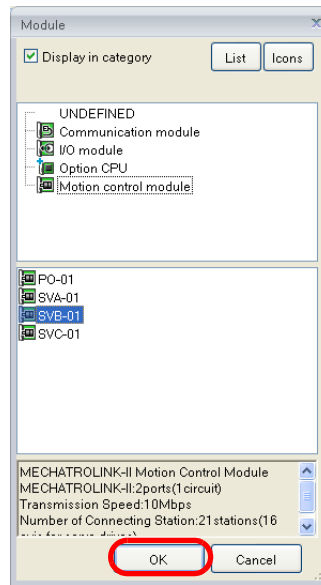 Module
Display in category
List
Icons
UNDEFINED
Communication module
I/O module
Option CPU
Motion control module
PO-01
SVA-01
SVB-01
SVC-01
MECHATROLINK-II Motion Control Module
MECHATROLINK-II:2ports(1circuit)
Transmission Speed:10Mbps
Number of Connecting Station:21stations(16
OK
Cancel